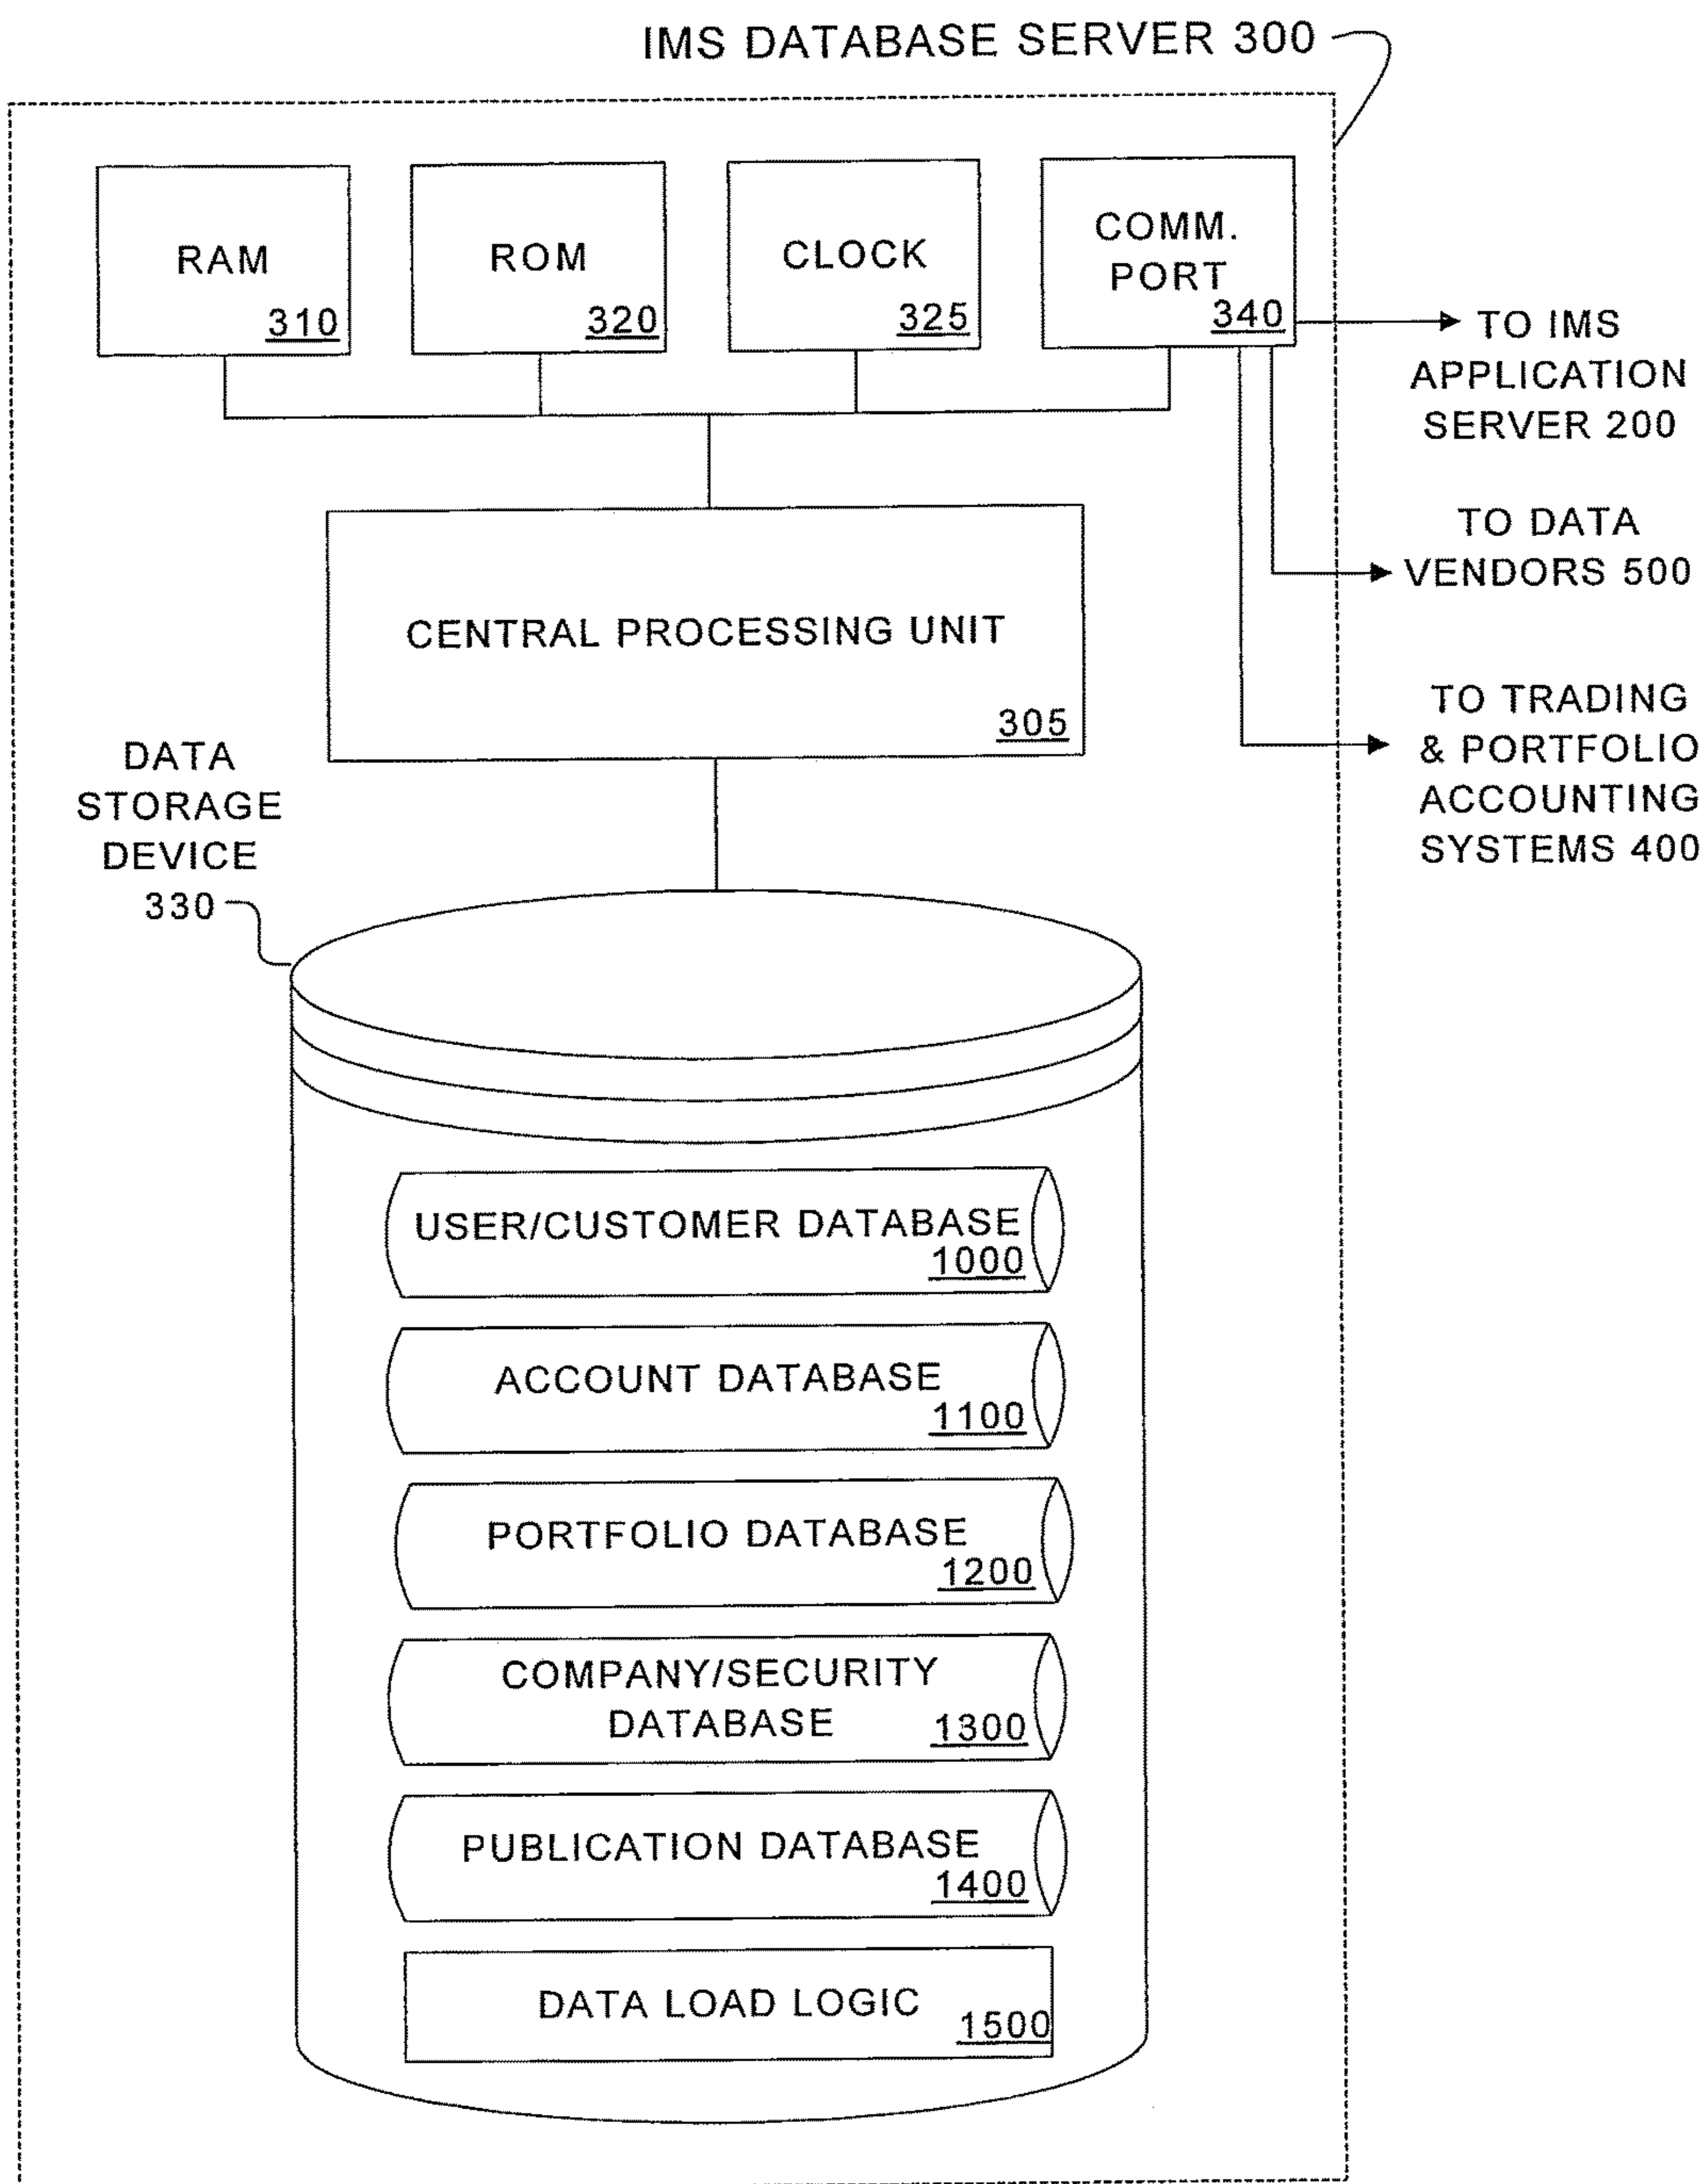 IMS DATABASE SERVER 300
RAM
310
ROM
320
CLOCK
325
COMM.
PORT
340
TO IMS
APPLICATION
SERVER 200
TO DATA
VENDORS 500
TO TRADING
& PORTFOLIO
ACCOUNTING
SYSTEMS 400
CENTRAL PROCESSING UNIT
305
DATA
STORAGE
DEVICE
330
USER/CUSTOMER DATABASE
1000
ACCOUNT DATABASE
1100
PORTFOLIO DATABASE
1200
COMPANY/SECURITY
DATABASE
1300
PUBLICATION DATABASE
1400
DATA LOAD LOGIC
1500